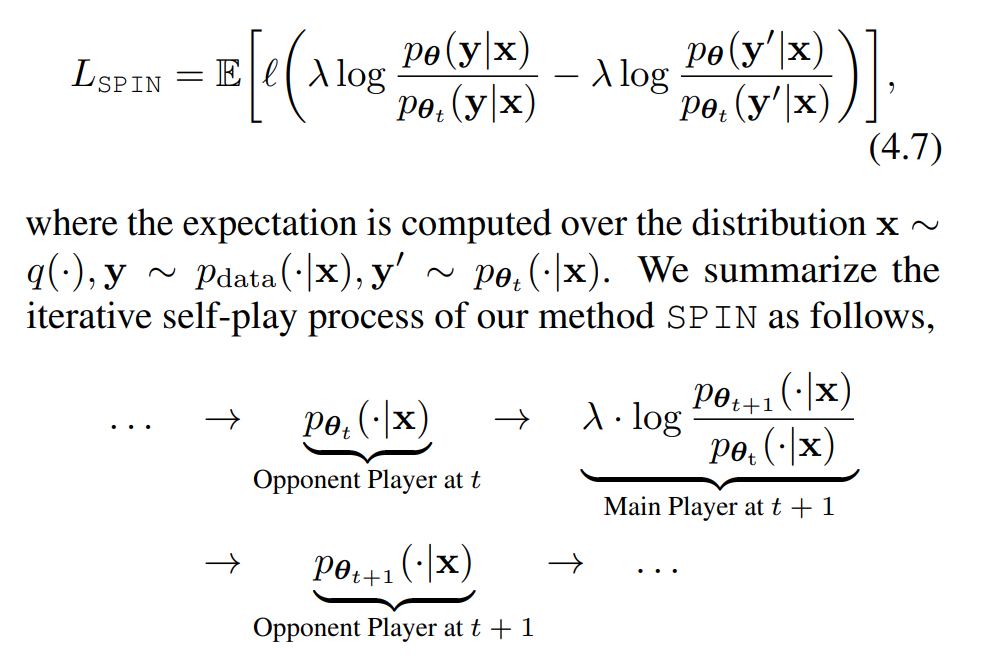 L_SPIN = 𝔼[ℓ(λ log p_θ(y|x)/p_θ_t(y|x) − λ log p_θ(y′|x)/p_θ_t(y′|x))],
(4.7)
where the expectation is computed over the distribution x ∼
q(·), y ∼ p_data(·|x), y′ ∼ p_θ_t(·|x). We summarize the
iterative self-play process of our method SPIN as follows,
… → p_θ_t(·|x) → λ · log p_θ_{t+1}(·|x)/p_θ_t(·|x)
Opponent Player at t
Main Player at t + 1
→ p_θ_{t+1}(·|x) → …
Opponent Player at t + 1